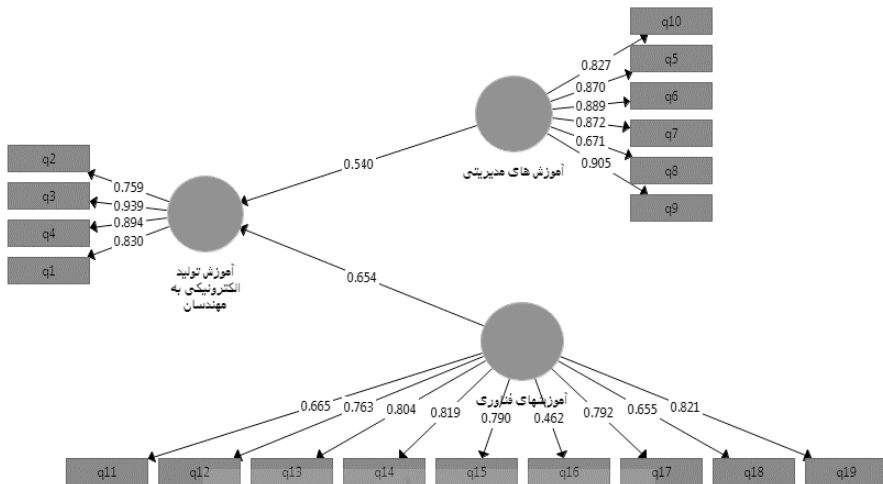 q10
0.827
q5
0.870
q6
0.889
q7
0.872
q8
0.671
q9
0.905
آموزش های مدیریتی
0.540
q2
0.759
q3
0.939
q4
0.894
q1
0.830
آموزش تولید
الکترونیکی به
مهندسان
0.654
آموزشهای فناوری
0.665
0.763
0.804
0.819
0.790
0.462
0.792
0.655
0.821
q11
q12
q13
q14
q15
q16
q17
q18
q19